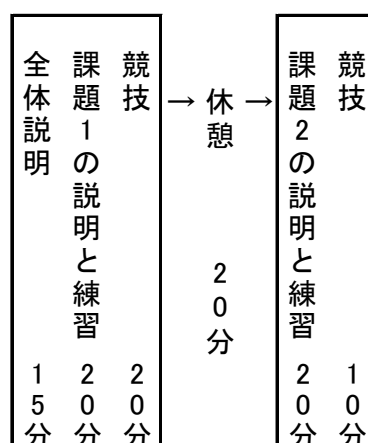 全体説明 15分
課題1の説明と練習 20分
競技 20分
→
休憩 20分
→
課題2の説明と練習 20分
競技 10分